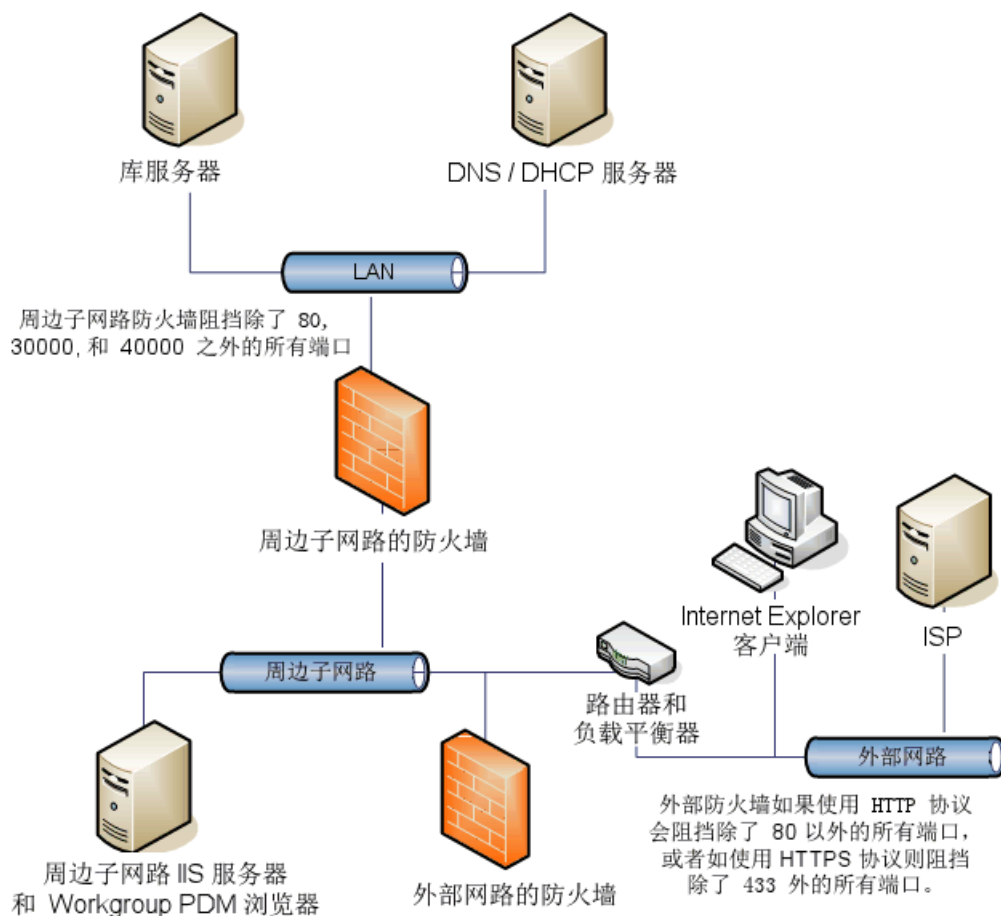 库服务器
DNS / DHCP 服务器
LAN
周边子网路防火墙阻挡除了 80,
30000, 和 40000 之外的所有端口
周边子网路的防火墙
Internet Explorer
客户端
ISP
周边子网路
路由器和
负载平衡器
外部网路
周边子网路 IIS 服务器
和 Workgroup PDM 浏览器
外部网路的防火墙
外部防火墙如果使用 HTTP 协议
会阻挡除了 80 以外的所有端口,
或者如使用 HTTPS 协议则阻挡
除了 433 外的所有端口。